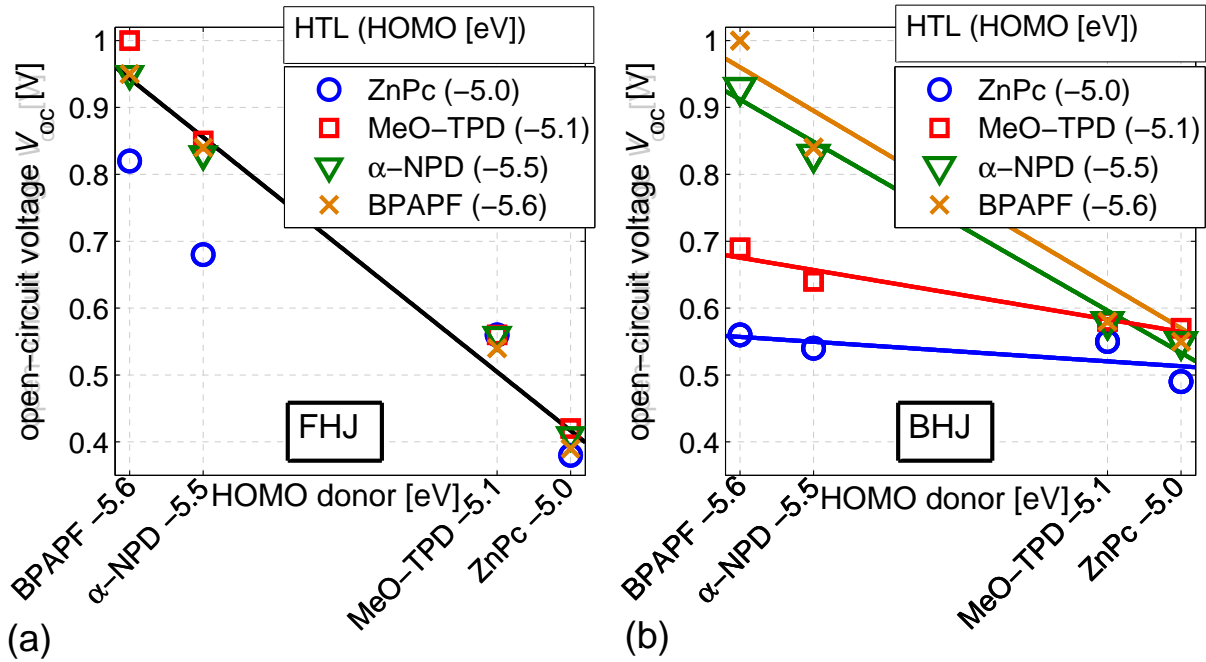 HTL (HOMO [eV])
ZnPc (−5.0)
MeO−TPD (−5.1)
α−NPD (−5.5)
BPAPF (−5.6)
open−circuit voltage Voc [V]
1
0.9
0.8
0.7
0.6
0.5
0.4
FHJ
HOMO donor [eV]
BPAPF −5.6
α−NPD −5.5
MeO−TPD −5.1
ZnPc −5.0
(a)
HTL (HOMO [eV])
ZnPc (−5.0)
MeO−TPD (−5.1)
α−NPD (−5.5)
BPAPF (−5.6)
open−circuit voltage Voc [V]
1
0.9
0.8
0.7
0.6
0.5
0.4
BHJ
HOMO donor [eV]
BPAPF −5.6
α−NPD −5.5
MeO−TPD −5.1
ZnPc −5.0
(b)